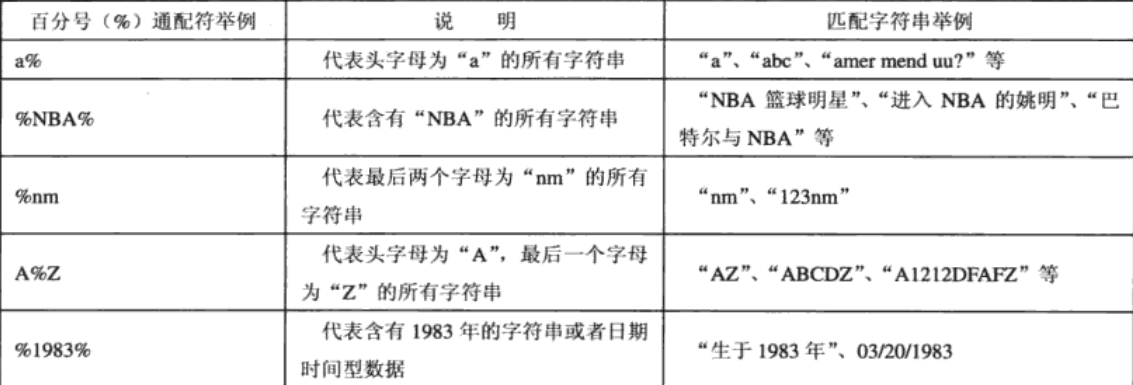 百分号（%）通配符举例 说 明 匹配字符串举例
a% 代表头字母为“a”的所有字符串 “a”、“abc”、“amer mend uu?”等
%NBA% 代表含有“NBA”的所有字符串 “NBA 篮球明星”、“进入 NBA 的姚明”、“巴
特尔与 NBA”等
%nm 代表最后两个字母为“nm”的所有
字符串 “nm”、“123nm”
A%Z 代表头字母为“A”，最后一个字母
为“Z”的所有字符串 “AZ”、“ABCDZ”、“A1212DFAFZ”等
%1983% 代表含有 1983 年的字符串或者日期
时间型数据 “生于 1983 年”、03/20/1983